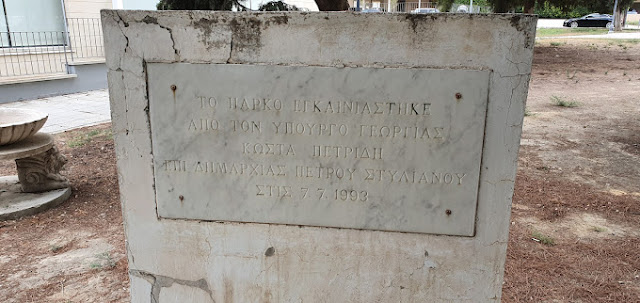 ΤΟ ΠΑΡΚΟ ΕΓΚΑΙΝΙΑΣΤΗΚΕ
ΑΠΟ ΤΟΝ ΥΠΟΥΡΓΟ ΓΕΩΡΓΙΑΣ
ΚΩΣΤΑ ΠΕΤΡΙΔΗ
ΕΠΙ ΔΗΜΑΡΧΙΑΣ ΠΕΤΡΟΥ ΣΤΥΛΙΑΝΟΥ
ΣΤΙΣ 7.7.1993